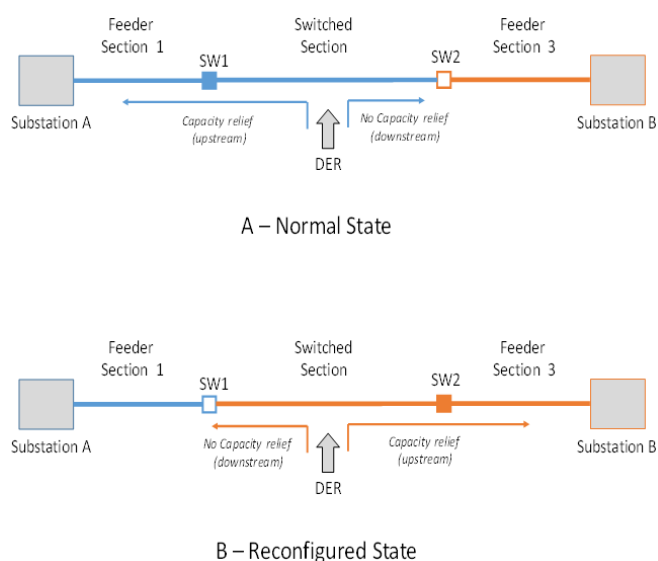 Feeder
Section 1
Switched
Section
Feeder
Section 3
SW1
SW2
Substation A
Capacity relief
(upstream)
No Capacity relief
(downstream)
Substation B
DER
A – Normal State
Feeder
Section 1
Switched
Section
Feeder
Section 3
SW1
SW2
Substation A
No Capacity relief
(downstream)
Capacity relief
(upstream)
Substation B
DER
B – Reconfigured State